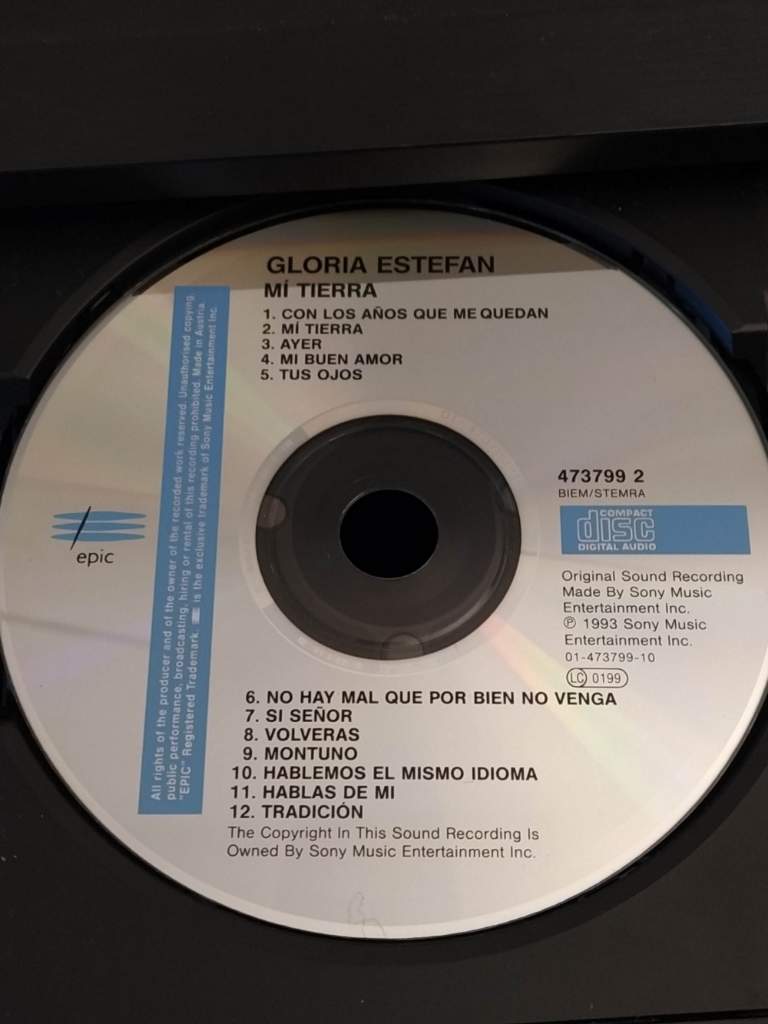 GLORIA ESTEFAN
MÍ TIERRA
1. CON LOS AÑOS QUE ME QUEDAN
2. MÍ TIERRA
3. AYER
4. MI BUEN AMOR
5. TUS OJOS
All rights of the producer and of the owner of the recorded work reserved. Unauthorised copying,
public performance, broadcasting, hiring or rental of this recording prohibited. Made in Austria.
"EPIC" Registered Trademark. is the exclusive trademark of Sony Music Entertainment Inc.
epic
473799 2
BIEM/STEMRA
COMPACT
disc
DIGITAL AUDIO
Original Sound Recording
Made By Sony Music
Entertainment Inc.
℗ 1993 Sony Music
Entertainment Inc.
01-473799-10
LC 0199
6. NO HAY MAL QUE POR BIEN NO VENGA
7. SI SEÑOR
8. VOLVERAS
9. MONTUNO
10. HABLEMOS EL MISMO IDIOMA
11. HABLAS DE MI
12. TRADICIÓN
The Copyright In This Sound Recording Is
Owned By Sony Music Entertainment Inc.